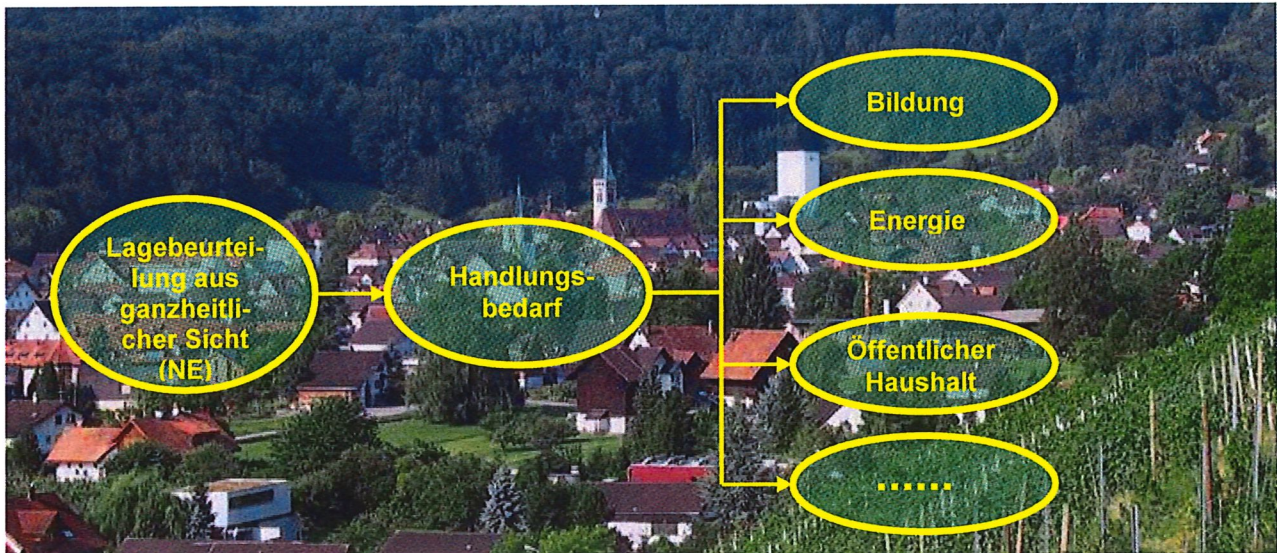 Lagebeurtei-
lung aus
ganzheitli-
cher Sicht
(NE)
Handlungs-
bedarf
Bildung
Energie
Öffentlicher
Haushalt
......